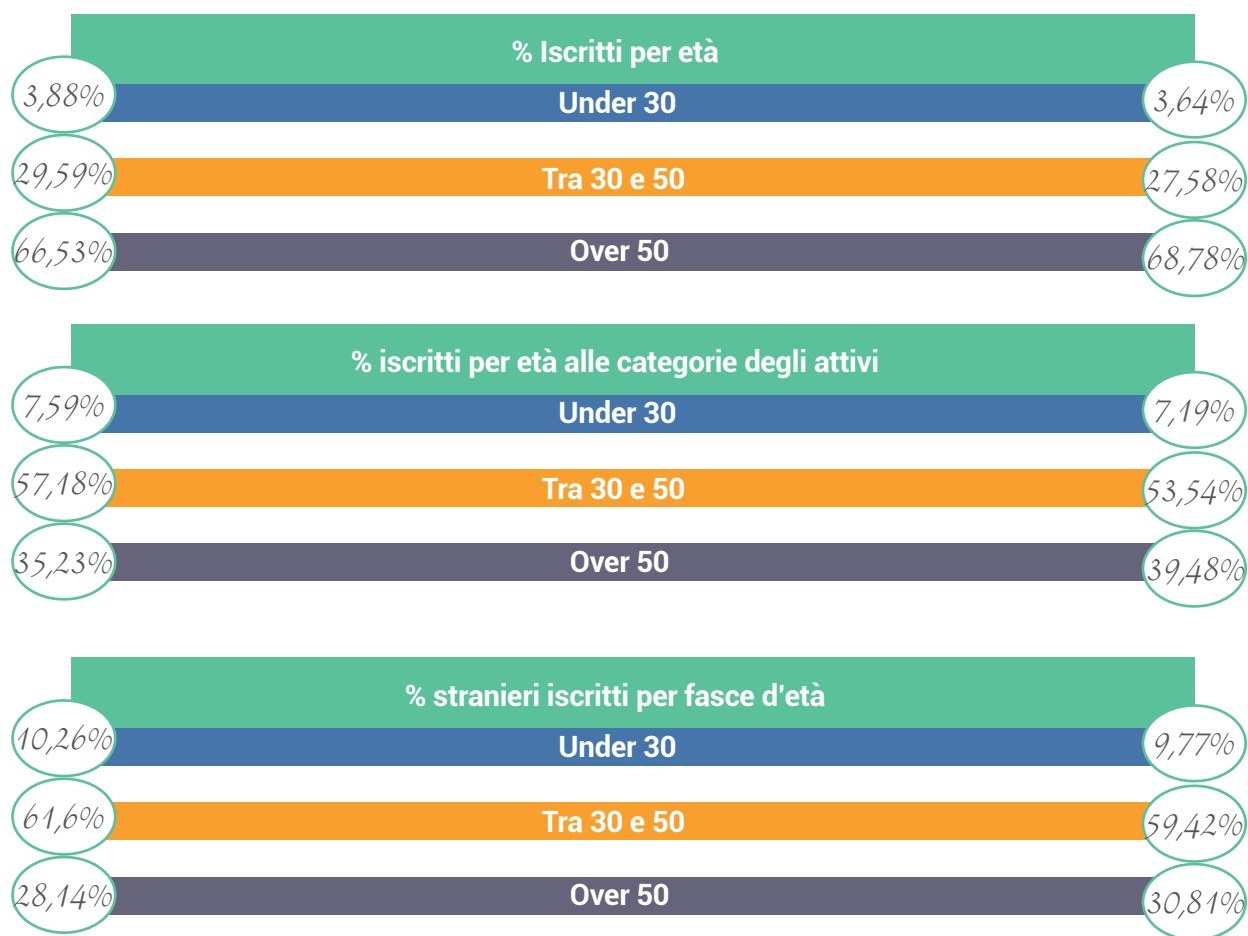 % Iscritti per età
3,88% Under 30 3,64%
29,59% Tra 30 e 50 27,58%
66,53% Over 50 68,78%
% iscritti per età alle categorie degli attivi
7,59% Under 30 7,19%
57,18% Tra 30 e 50 53,54%
35,23% Over 50 39,48%
% stranieri iscritti per fasce d'età
10,26% Under 30 9,77%
61,6% Tra 30 e 50 59,42%
28,14% Over 50 30,81%